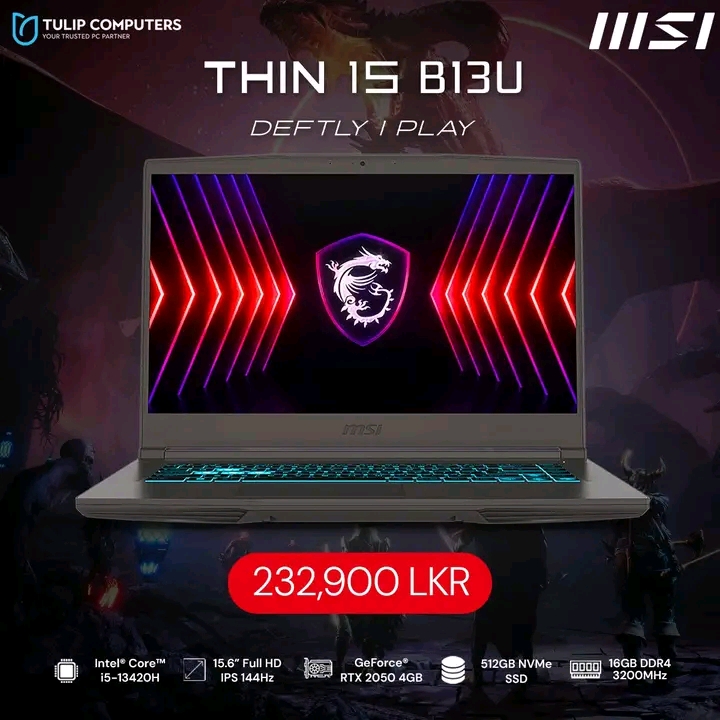 TULIP COMPUTERS
YOUR TRUSTED PC PARTNER
msi
THIN 15 B13U
DEFTLY I PLAY
msi
232,900 LKR
Intel® Core™
i5-13420H
15.6" Full HD
IPS 144Hz
GeForce®
RTX 2050 4GB
512GB NVMe
SSD
16GB DDR4
3200MHz